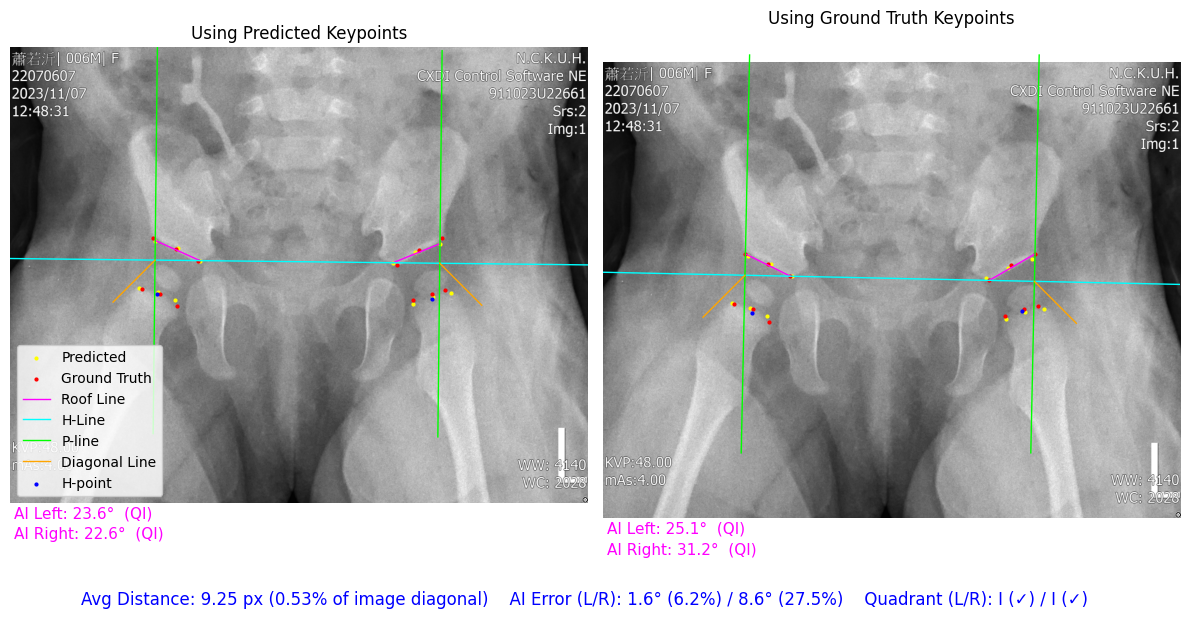 Using Predicted Keypoints
蕭若沂| 006M| F
22070607
2023/11/07
12:48:31
N.C.K.U.H.
CXDI Control Software NE
911023U22661
Srs:2
Img:1
Predicted
Ground Truth
Roof Line
H-Line
P-line
Diagonal Line
H-point
WW: 4140
WC: 2028
AI Left: 23.6° (QI)
AI Right: 22.6° (QI)
Using Ground Truth Keypoints
蕭若沂| 006M| F
22070607
2023/11/07
12:48:31
N.C.K.U.H.
CXDI Control Software NE
911023U22661
Srs:2
Img:1
KVP:48.00
mAs:4.00
WW: 4140
WC: 2028
AI Left: 25.1° (QI)
AI Right: 31.2° (QI)
Avg Distance: 9.25 px (0.53% of image diagonal) AI Error (L/R): 1.6° (6.2%) / 8.6° (27.5%) Quadrant (L/R): I (✓) / I (✓)